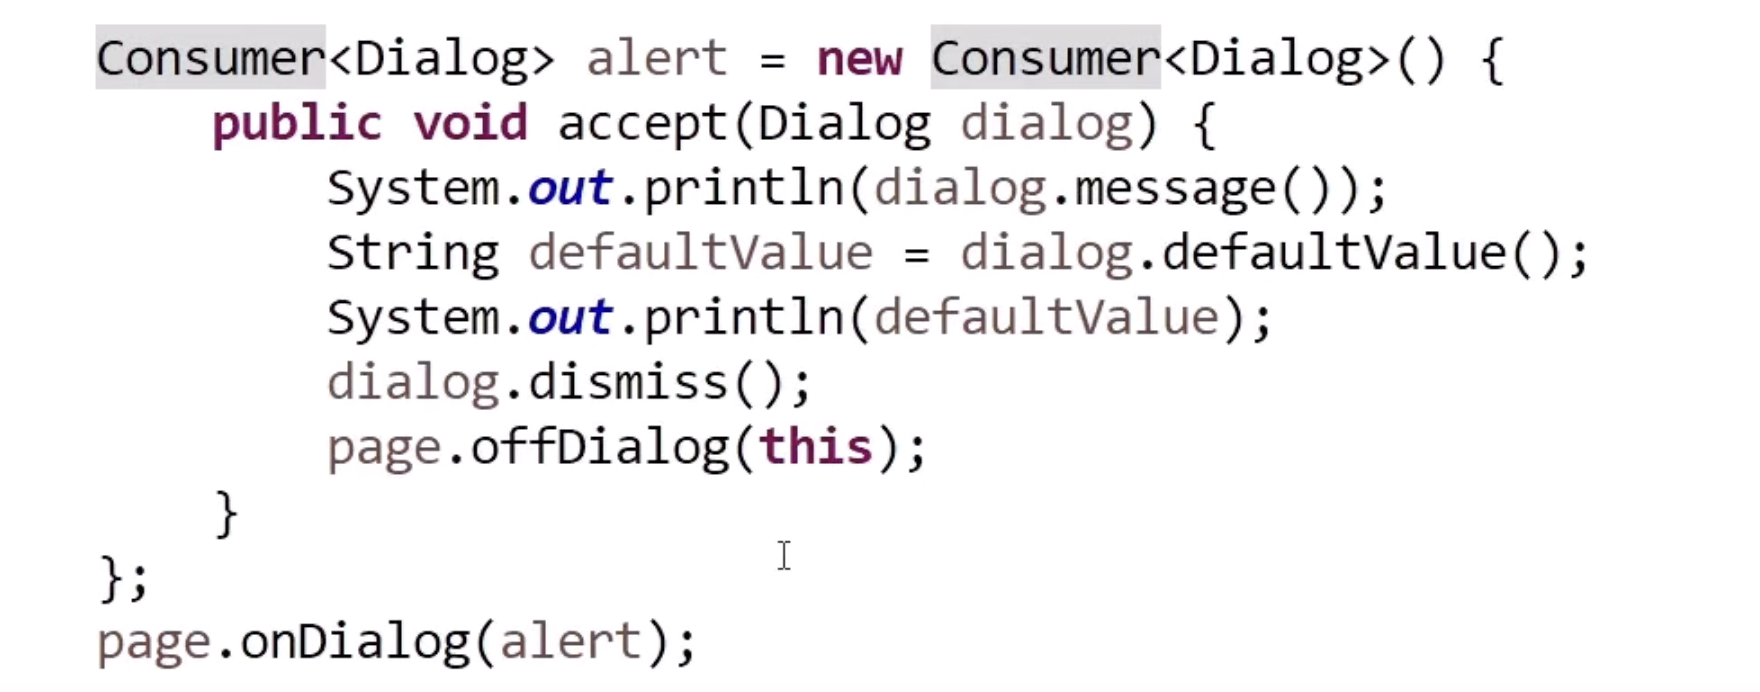 Consumer<Dialog> alert = new Consumer<Dialog>() {
    public void accept(Dialog dialog) {
        System.out.println(dialog.message());
        String defaultValue = dialog.defaultValue();
        System.out.println(defaultValue);
        dialog.dismiss();
        page.offDialog(this);
    }
};
page.onDialog(alert);